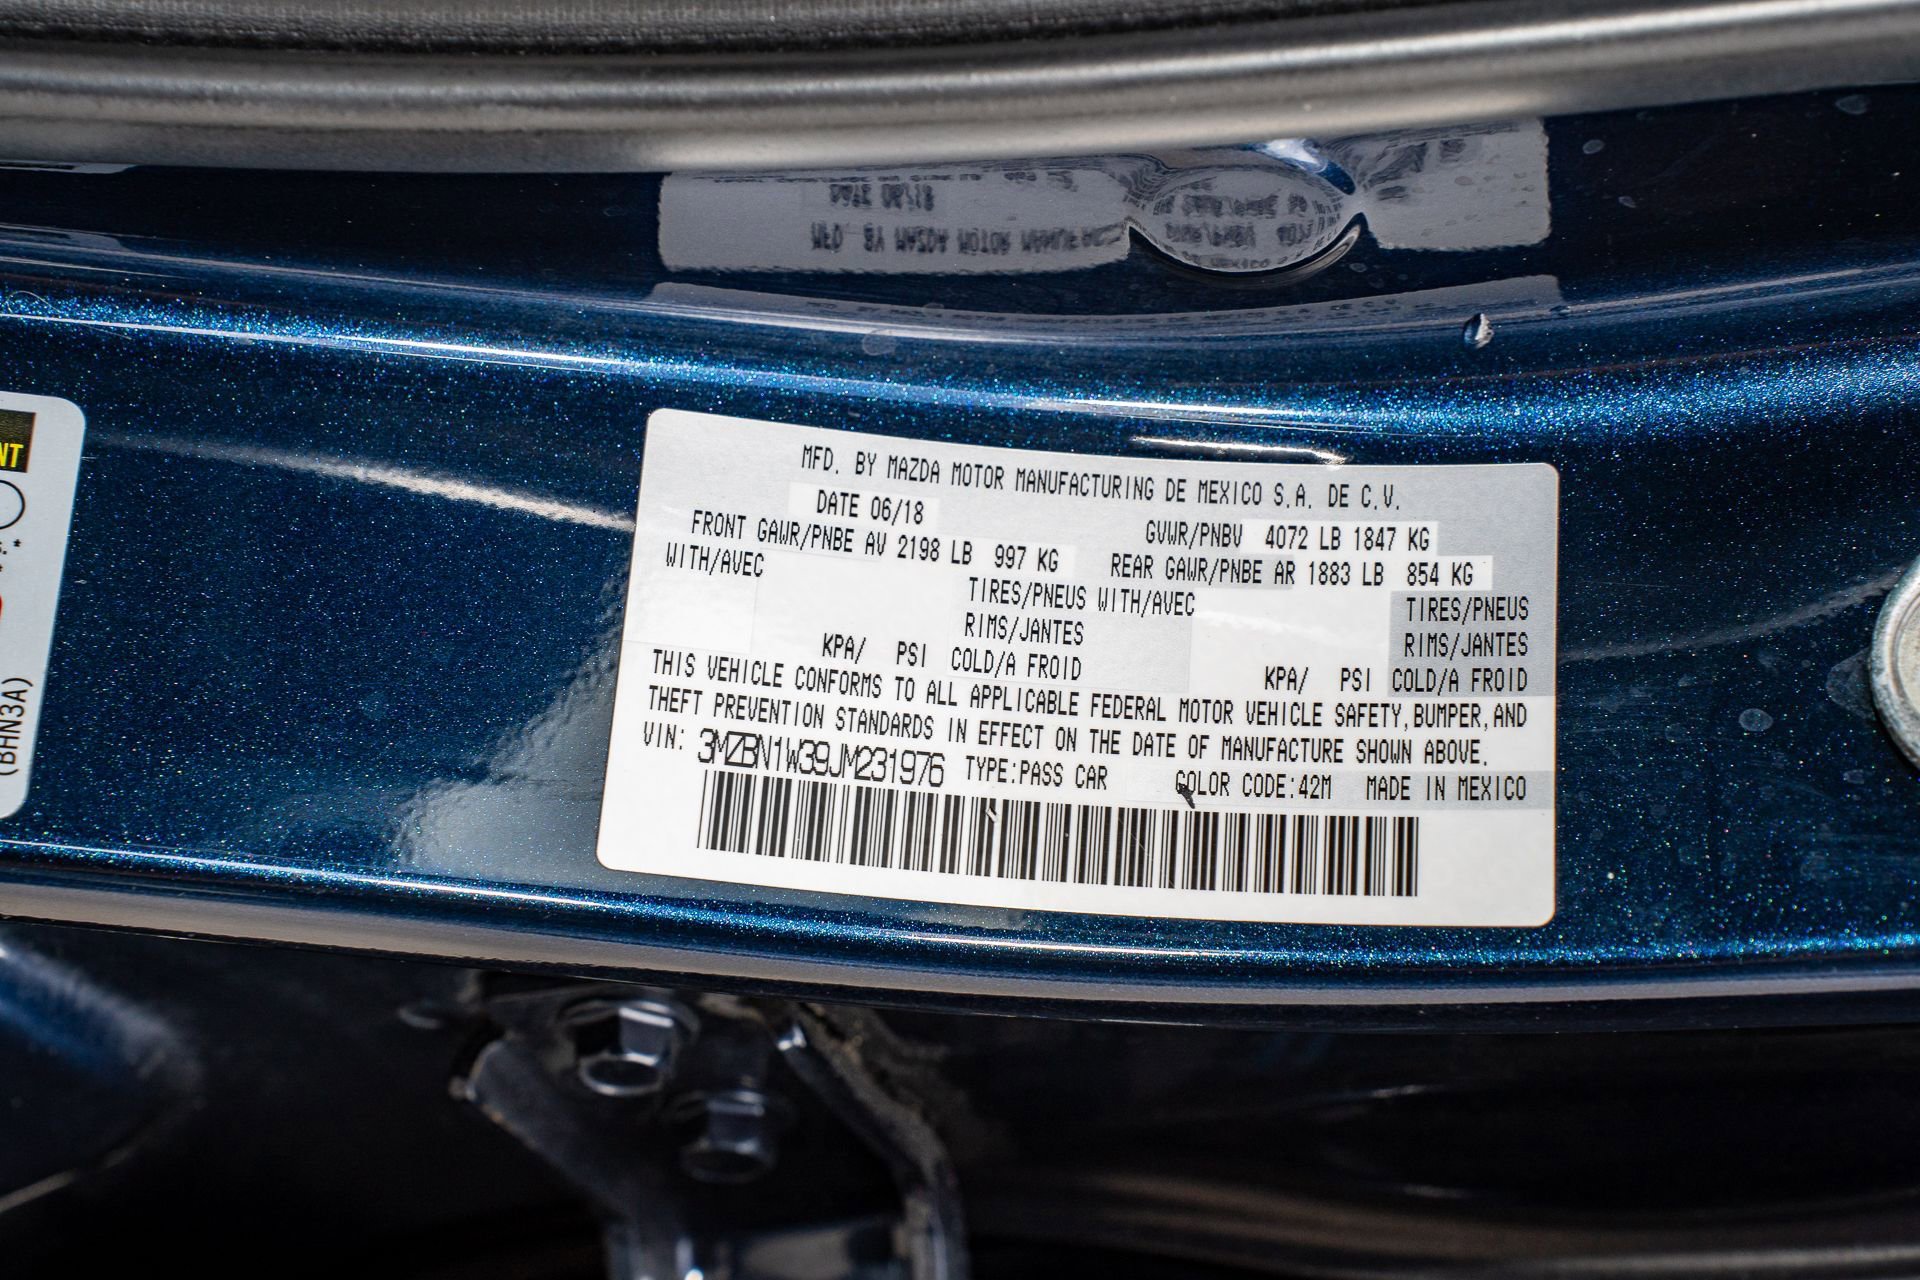 MFD. BY MAZDA MOTOR MANUFACTURING DE MEXICO S.A. DE C.V.
DATE 06/18
GVWR/PNBV 4072 LB 1847 KG
FRONT GAWR/PNBE AV 2198 LB 997 KG
REAR GAWR/PNBE AR 1883 LB 854 KG
WITH/AVEC
TIRES/PNEUS WITH/AVEC
TIRES/PNEUS
RIMS/JANTES
RIMS/JANTES
KPA/ PSI COLD/A FROID
KPA/ PSI COLD/A FROID
THIS VEHICLE CONFORMS TO ALL APPLICABLE FEDERAL MOTOR VEHICLE SAFETY,BUMPER,AND
THEFT PREVENTION STANDARDS IN EFFECT ON THE DATE OF MANUFACTURE SHOWN ABOVE.
VIN: 3MZBN1W39JM231976 TYPE:PASS CAR COLOR CODE:42M MADE IN MEXICO
NT
(BHN3A)